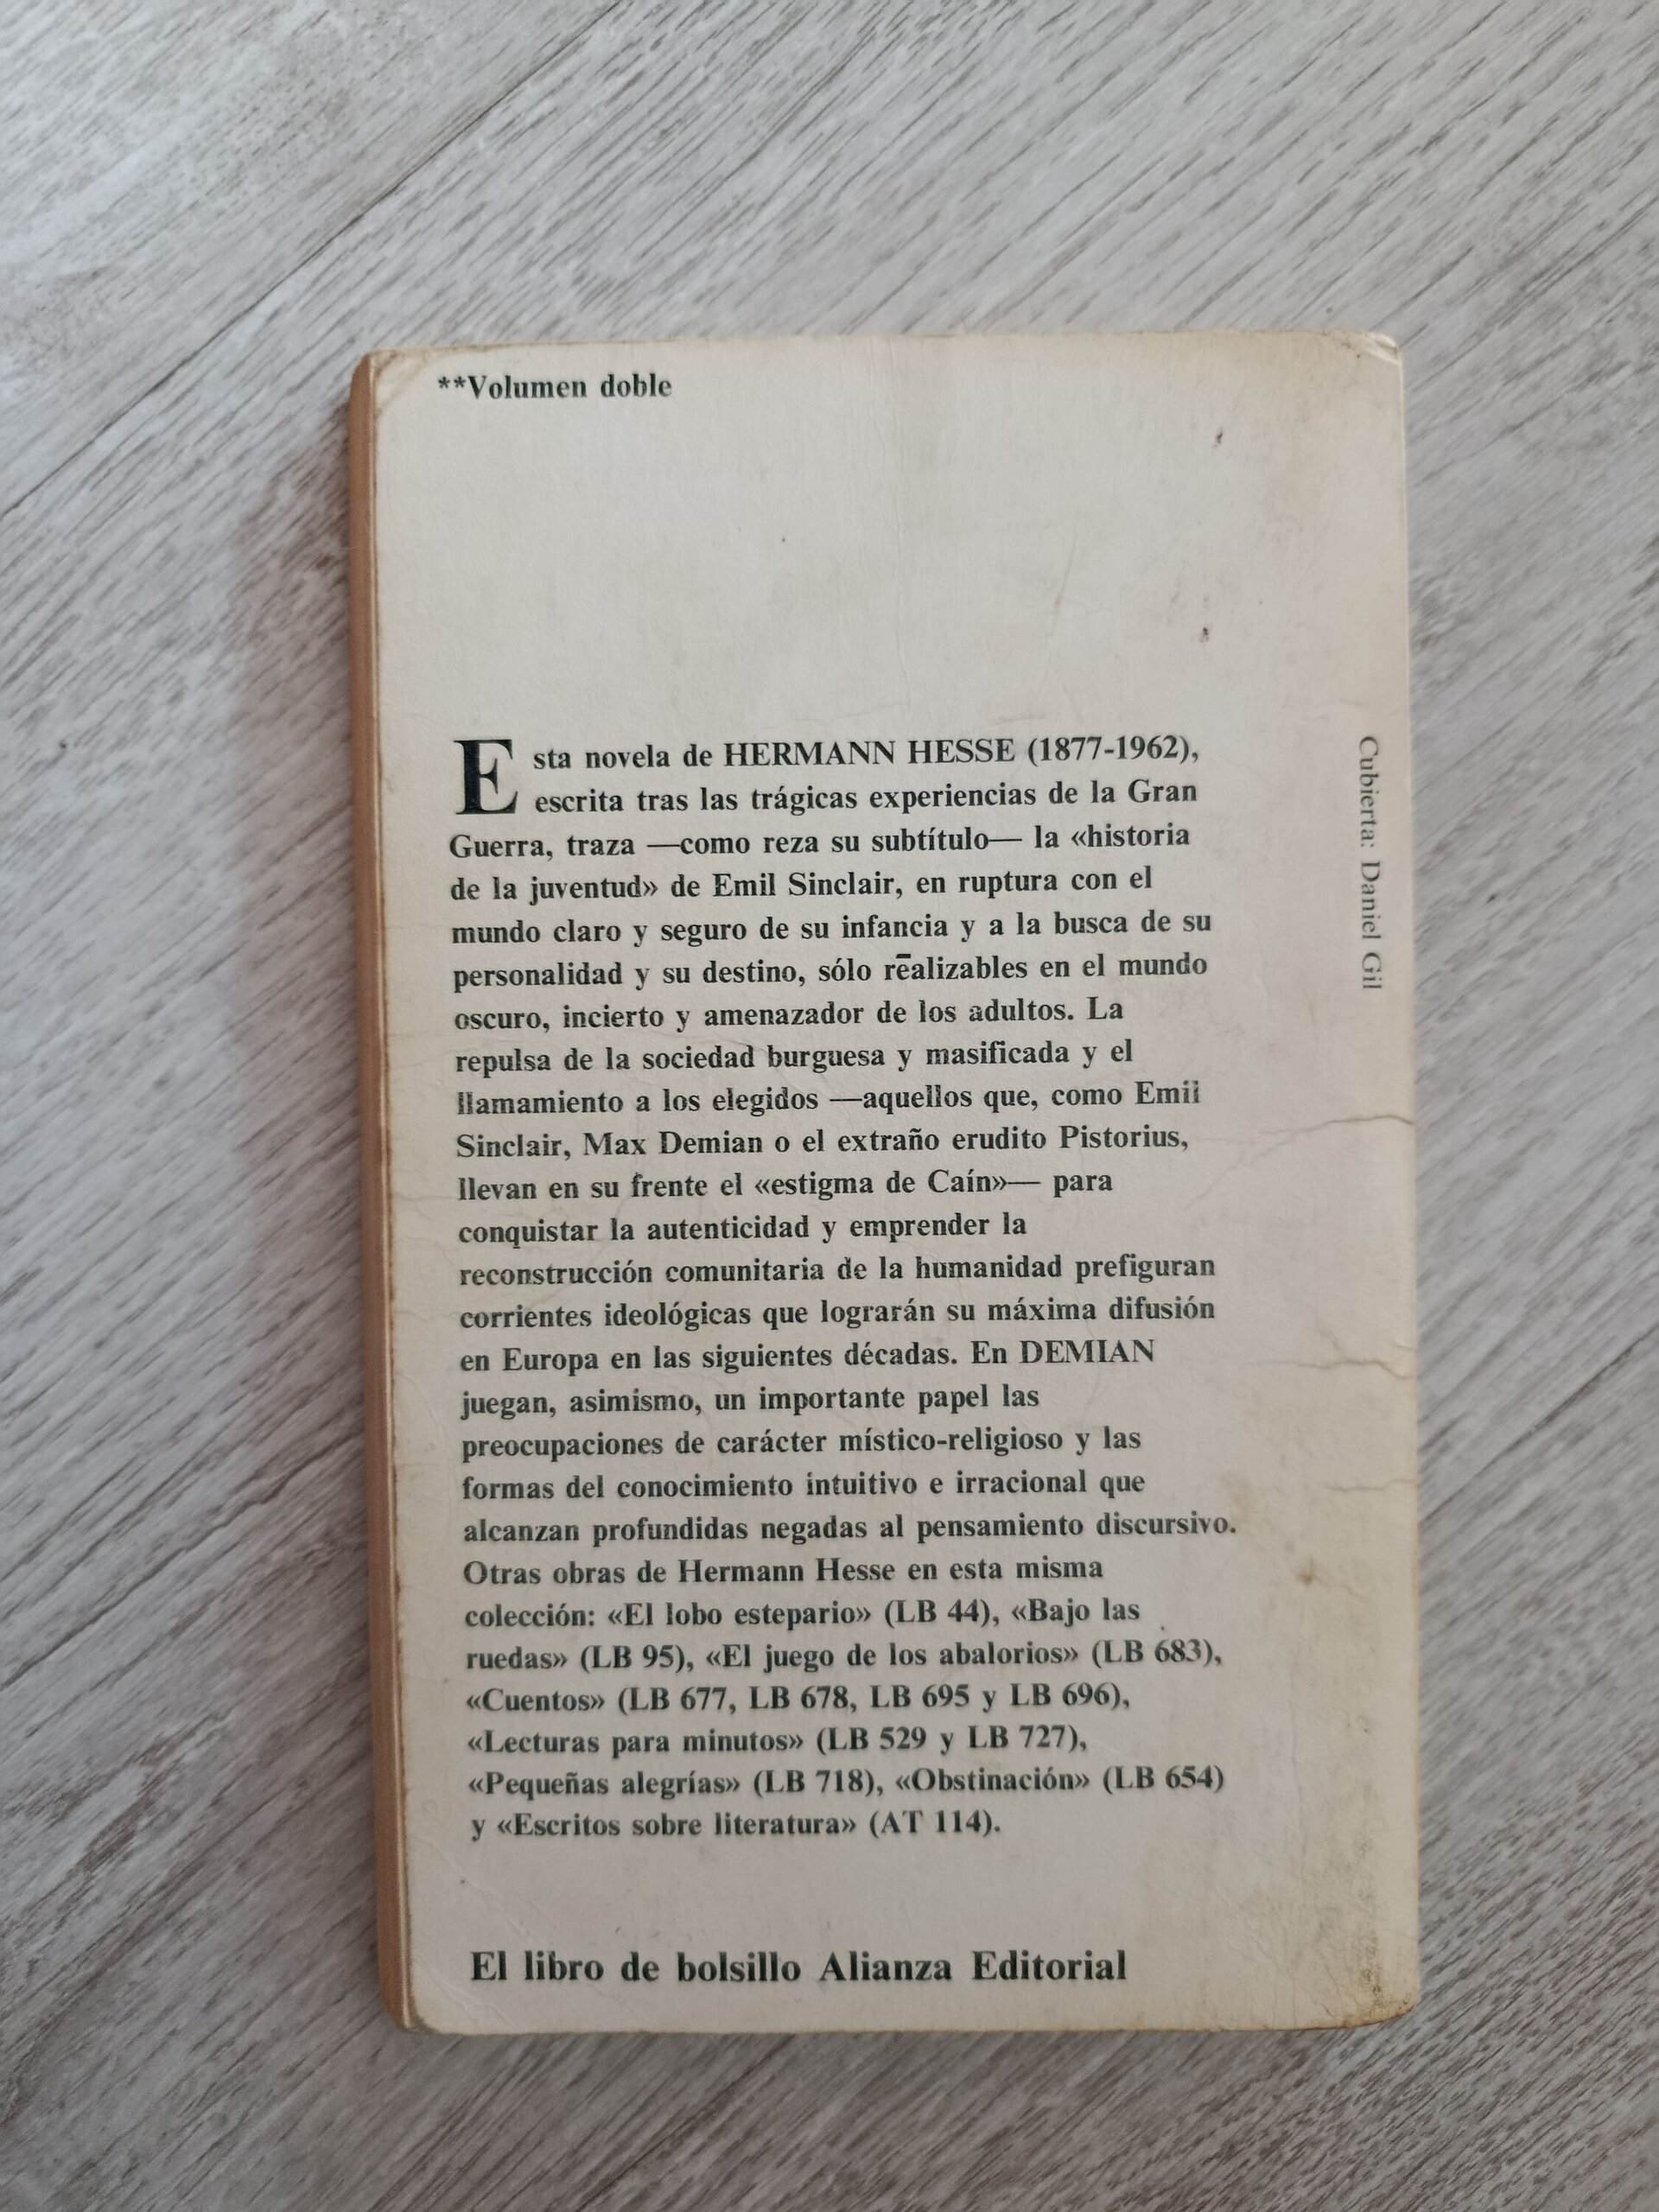 **Volumen doble
Esta novela de HERMANN HESSE (1877-1962),
escrita tras las trágicas experiencias de la Gran
Guerra, traza —como reza su subtítulo— la «historia
de la juventud» de Emil Sinclair, en ruptura con el
mundo claro y seguro de su infancia y a la busca de su
personalidad y su destino, sólo realizables en el mundo
oscuro, incierto y amenazador de los adultos. La
repulsa de la sociedad burguesa y masificada y el
llamamiento a los elegidos —aquellos que, como Emil
Sinclair, Max Demian o el extraño erudito Pistorius,
llevan en su frente el «estigma de Caín»— para
conquistar la autenticidad y emprender la
reconstrucción comunitaria de la humanidad prefiguran
corrientes ideológicas que lograrán su máxima difusión
en Europa en las siguientes décadas. En DEMIAN
juegan, asimismo, un importante papel las
preocupaciones de carácter místico-religioso y las
formas del conocimiento intuitivo e irracional que
alcanzan profundidas negadas al pensamiento discursivo.
Otras obras de Hermann Hesse en esta misma
colección: «El lobo estepario» (LB 44), «Bajo las
ruedas» (LB 95), «El juego de los abalorios» (LB 683),
«Cuentos» (LB 677, LB 678, LB 695 y LB 696),
«Lecturas para minutos» (LB 529 y LB 727),
«Pequeñas alegrías» (LB 718), «Obstinación» (LB 654)
y «Escritos sobre literatura» (AT 114).
El libro de bolsillo Alianza Editorial
Cubierta: Daniel Gil